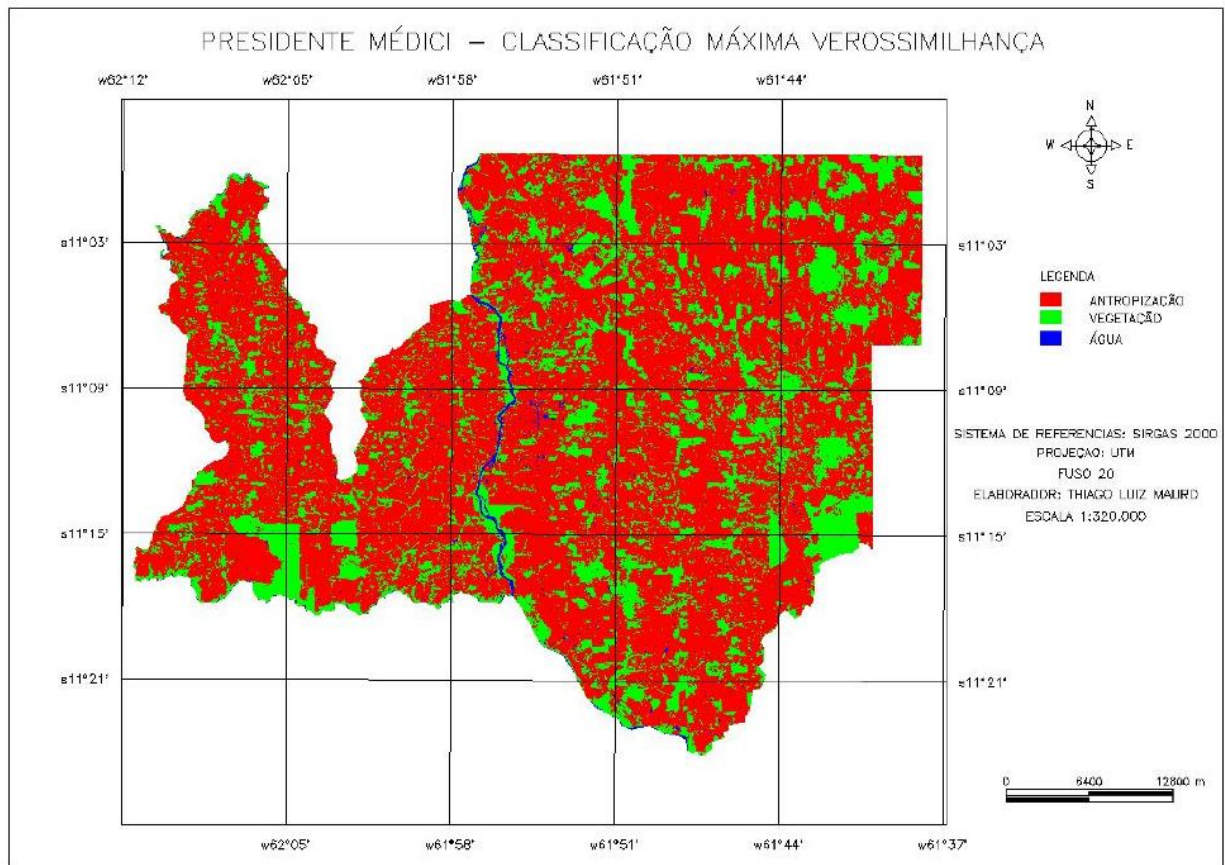 PRESIDENTE MÉDICI – CLASSIFICAÇÃO MÁXIMA VEROSSIMILHANÇA
w62°12' w62°05' w61°58' w61°51' w61°44'
N
W E
S
s11°03' s11°03'
LEGENDA
ANTROPIZAÇÃO
VEGETAÇÃO
ÁGUA
s11°09' s11°09'
SISTEMA DE REFERENCIAS: SIRGAS 2000
PROJEÇAO: UTM
FUSO 20
ELABORADOR: THIAGO LUIZ MAURO
ESCALA 1:320.000
s11°15' s11°15'
s11°21' s11°21'
0 6400 12800 m
w62°05' w61°58' w61°51' w61°44' w61°37'